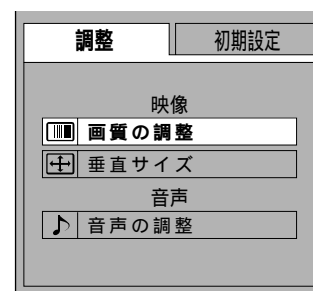 調整 初期設定
映像
画質の調整
垂直サイズ
音声
音声の調整